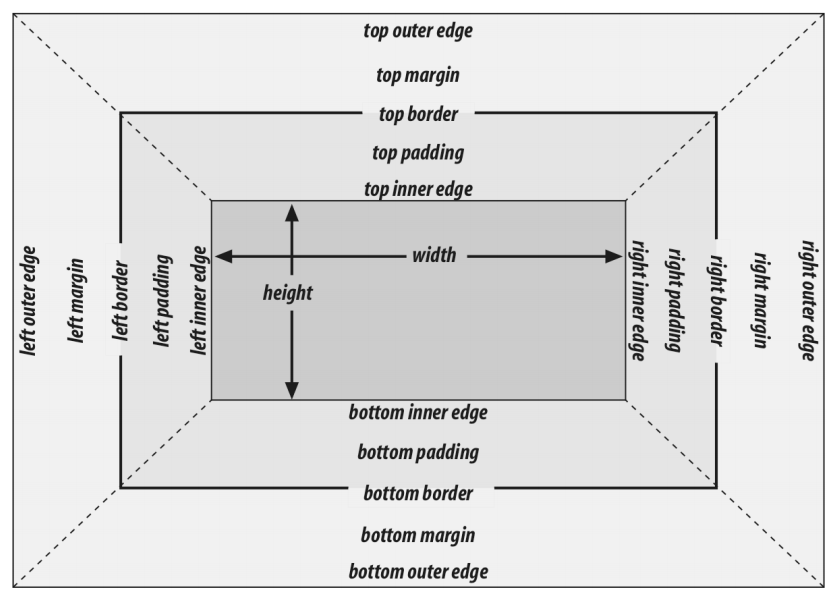 top outer edge
top margin
top border
top padding
top inner edge
left outer edge
left margin
left border
left padding
left inner edge
width
height
right inner edge
right padding
right border
right margin
right outer edge
bottom inner edge
bottom padding
bottom border
bottom margin
bottom outer edge